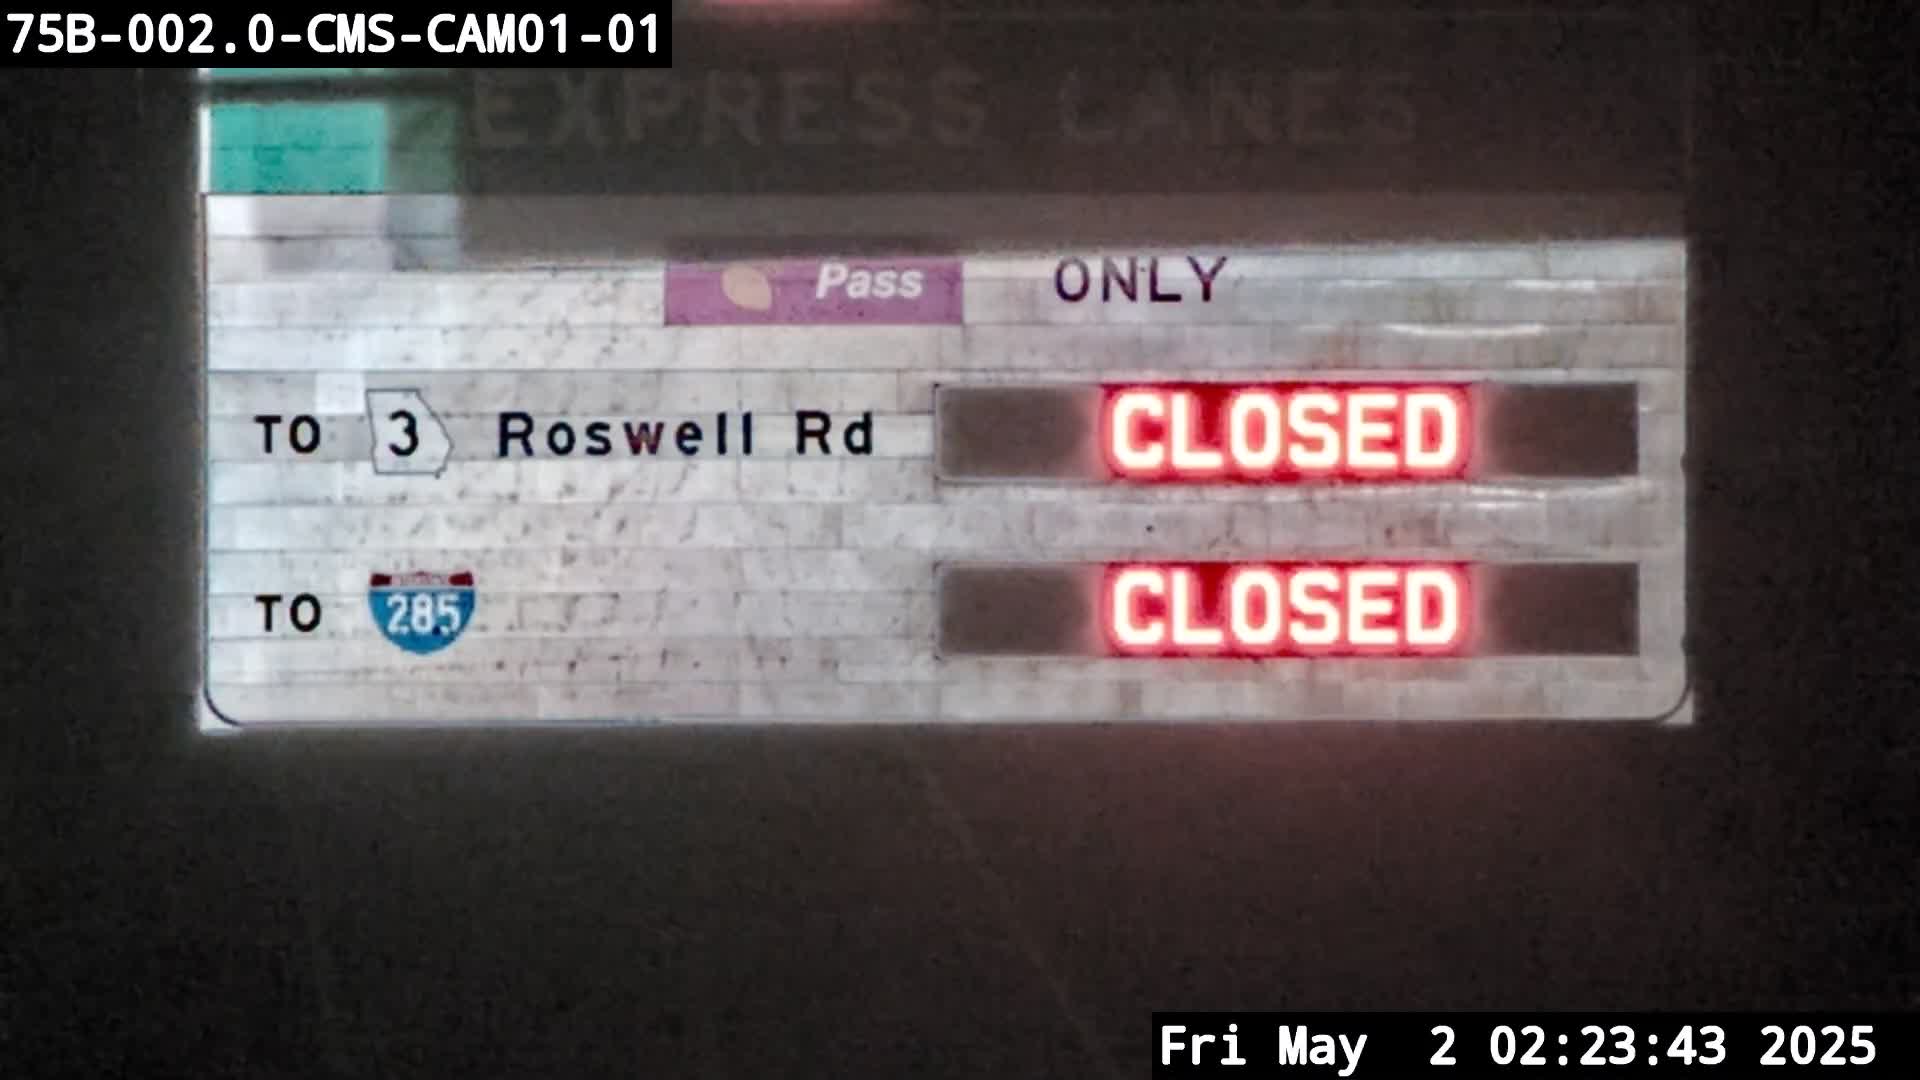 75B-002.0-CMS-CAM01-01
EXPRESS LANES
Pass ONLY
TO 3 Roswell Rd CLOSED
TO 285 CLOSED
Fri May 2 02:23:43 2025